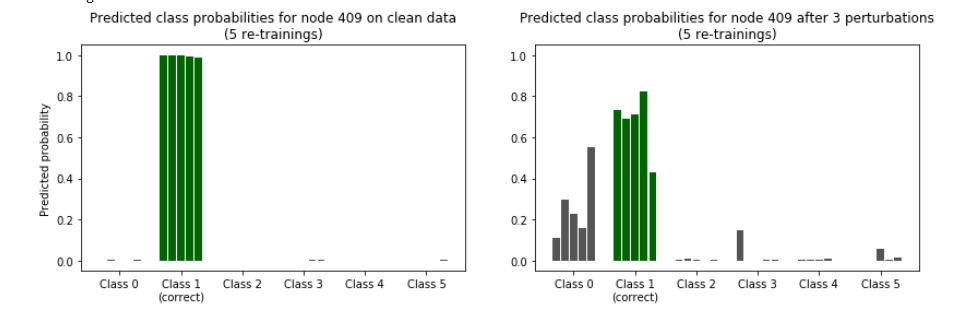 Predicted class probabilities for node 409 on clean data
(5 re-trainings)
Predicted probability
1.0
0.8
0.6
0.4
0.2
0.0
Class 0
Class 1
(correct)
Class 2
Class 3
Class 4
Class 5
Predicted class probabilities for node 409 after 3 perturbations
(5 re-trainings)
1.0
0.8
0.6
0.4
0.2
0.0
Class 0
Class 1
(correct)
Class 2
Class 3
Class 4
Class 5